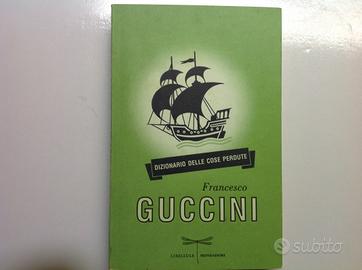 DIZIONARIO DELLE COSE PERDUTE
Francesco
GUCCINI
LIBELLULE MONDADORI
subito